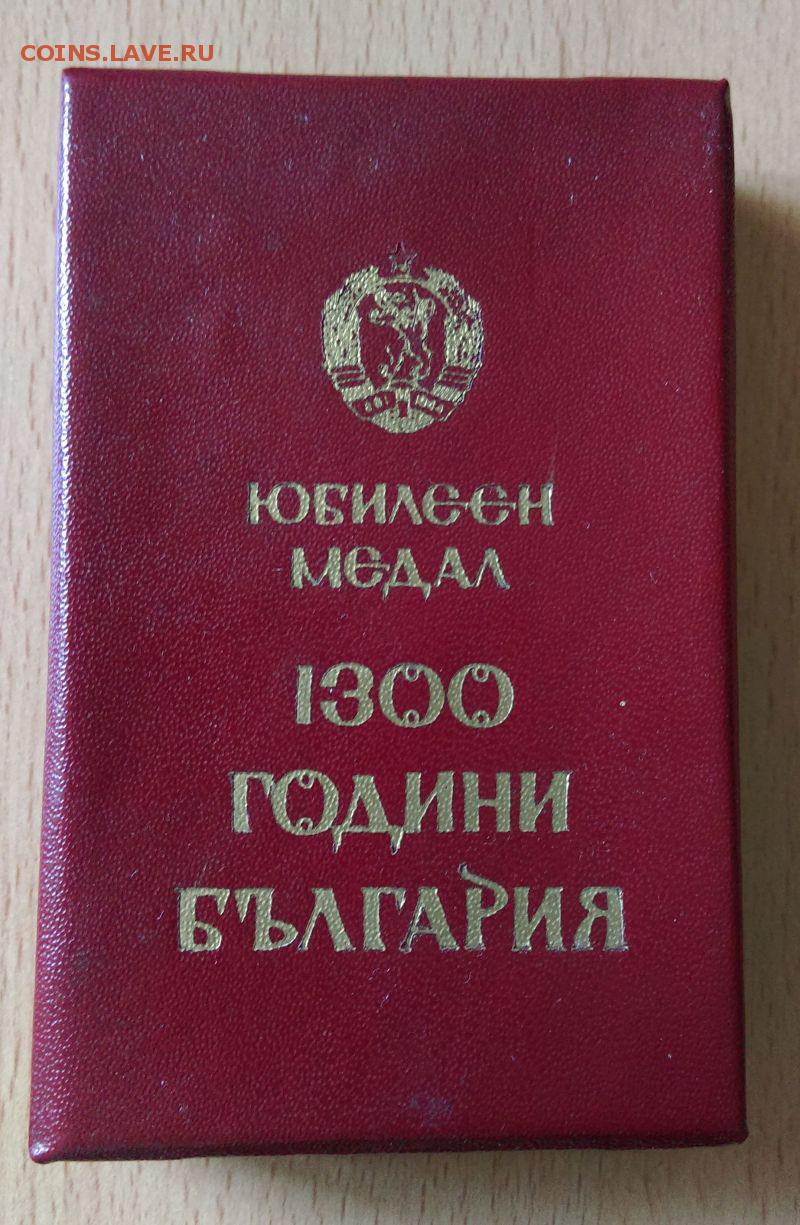 COINS.LAVE.RU
ЮБИЛЕЕН
МЕДАЛ
1300
ГОДИНИ
БЪЛГАРИЯ